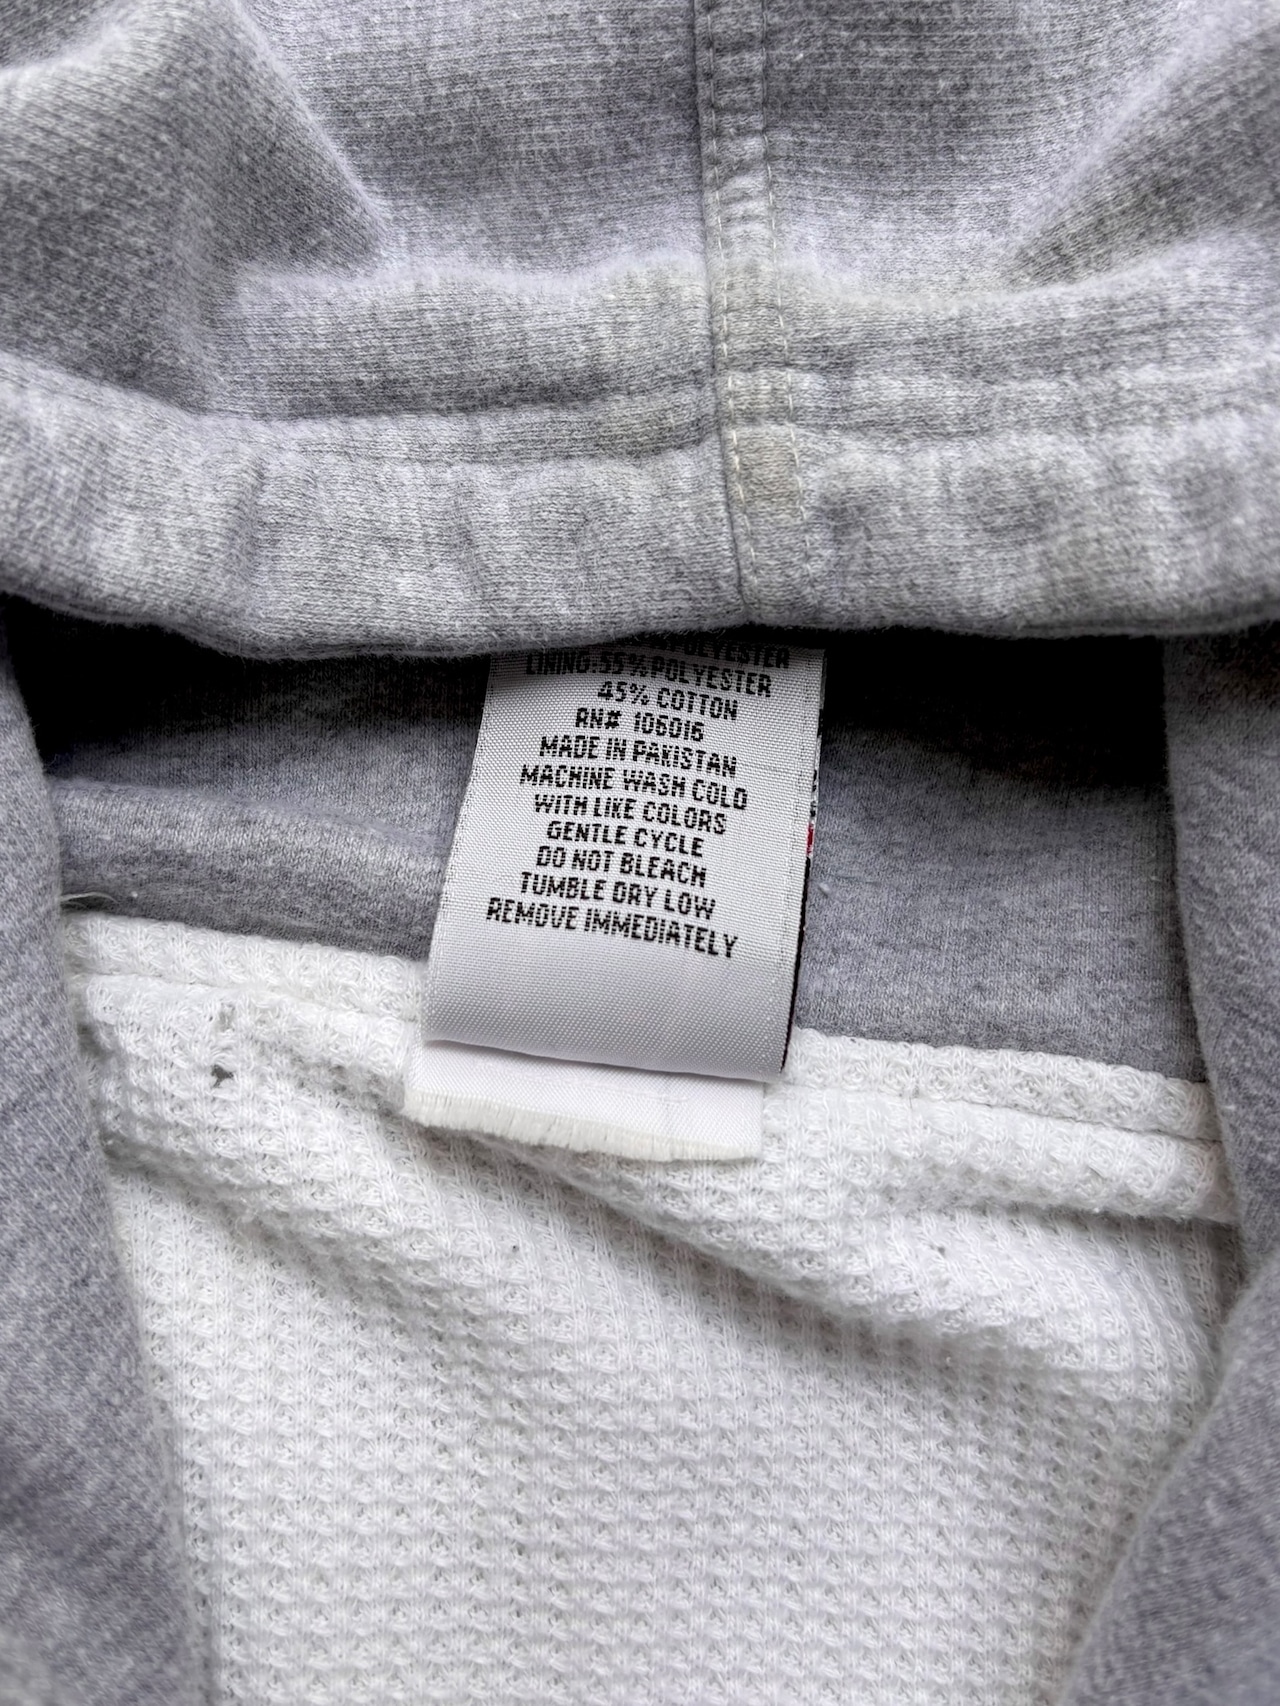 POLYESTER
LINING:55%POLYESTER
45% COTTON
RN# 106016
MADE IN PAKISTAN
MACHINE WASH COLD
WITH LIKE COLORS
GENTLE CYCLE
DO NOT BLEACH
TUMBLE DRY LOW
REMOVE IMMEDIATELY